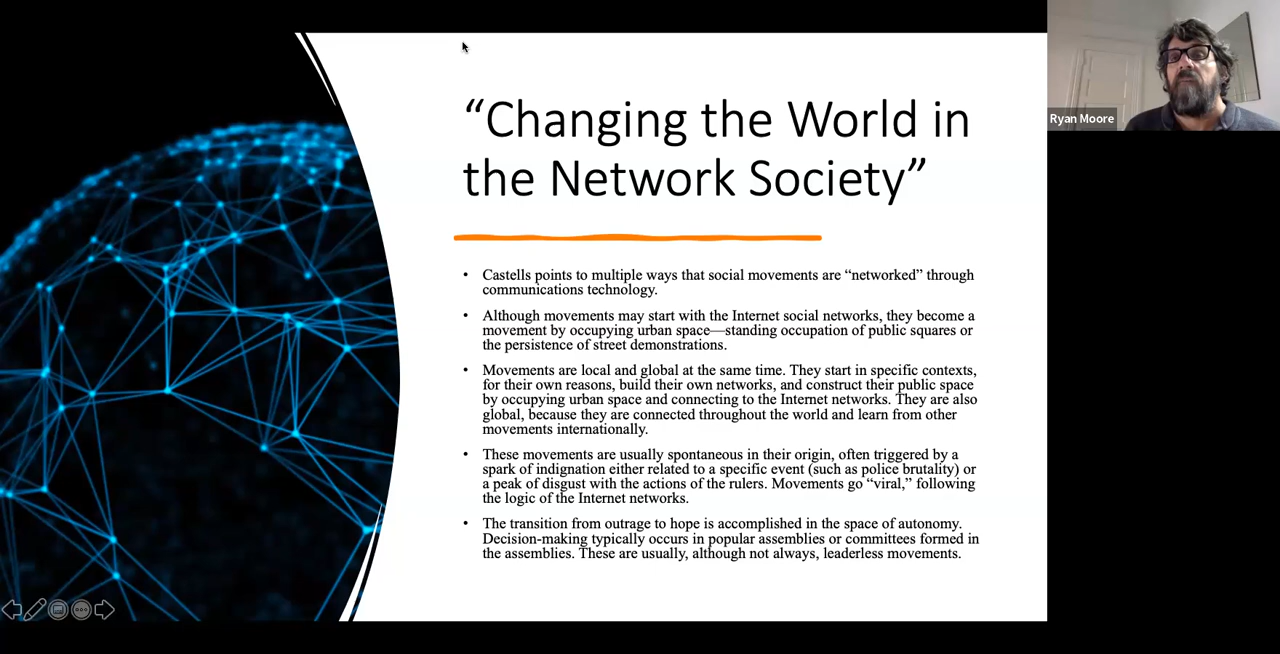 “Changing the World in
the Network Society”
• Castells points to multiple ways that social movements are “networked” through
communications technology.
• Although movements may start with the Internet social networks, they become a
movement by occupying urban space—standing occupation of public squares or
the persistence of street demonstrations.
• Movements are local and global at the same time. They start in specific contexts,
for their own reasons, build their own networks, and construct their public space
by occupying urban space and connecting to the Internet networks. They are also
global, because they are connected throughout the world and learn from other
movements internationally.
• These movements are usually spontaneous in their origin, often triggered by a
spark of indignation either related to a specific event (such as police brutality) or
a peak of disgust with the actions of the rulers. Movements go “viral,” following
the logic of the Internet networks.
• The transition from outrage to hope is accomplished in the space of autonomy.
Decision-making typically occurs in popular assemblies or committees formed in
the assemblies. These are usually, although not always, leaderless movements.
Ryan Moore